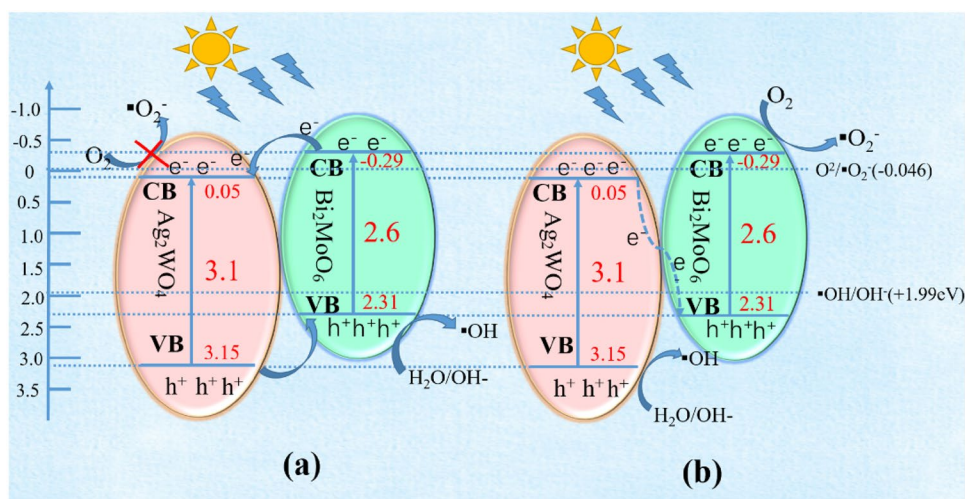 -1.0
-0.5
0
0.5
1.0
1.5
2.0
2.5
3.0
3.5
▪O₂⁻
O₂
e⁻ e⁻ e⁻
CB
0.05
Ag₂WO₄
3.1
VB
3.15
h⁺ h⁺ h⁺
e⁻
e⁻ e⁻
CB
-0.29
Bi₂MoO₆
2.6
VB
2.31
h⁺h⁺h⁺
▪OH
H₂O/OH-
(a)
e⁻ e⁻ e⁻
CB
0.05
Ag₂WO₄
3.1
VB
3.15
h⁺ h⁺ h⁺
e⁻
e
e⁻ e⁻ e⁻
CB
-0.29
Bi₂MoO₆
2.6
VB
2.31
h⁺h⁺h⁺
O₂
▪O₂⁻
O²/▪O₂⁻(-0.046)
▪OH/OH⁻(+1.99eV)
▪OH
H₂O/OH-
(b)